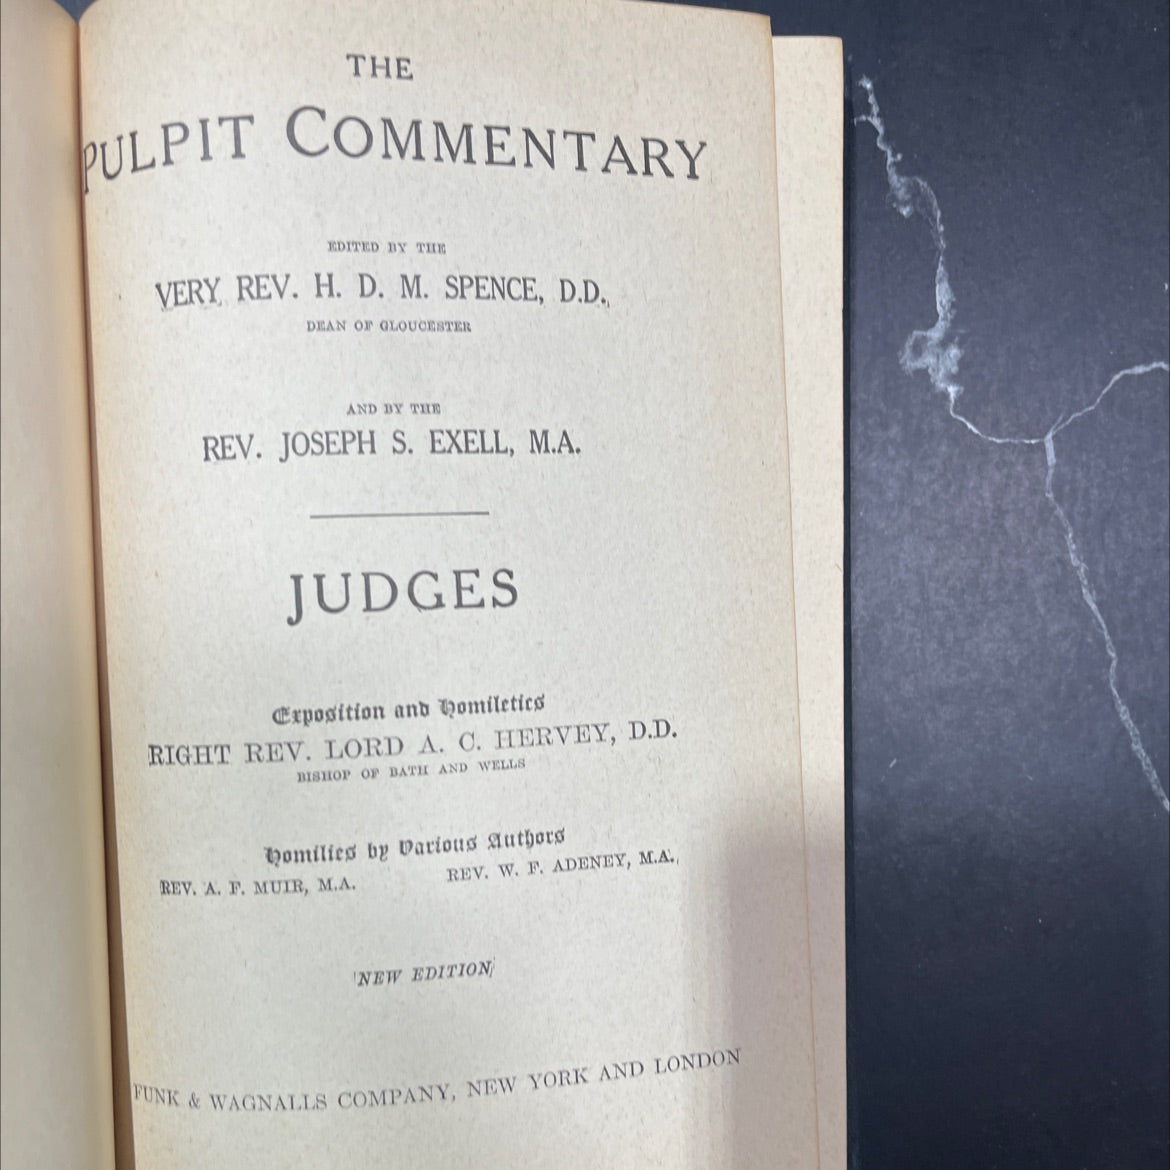 THE
PULPIT COMMENTARY
EDITED BY THE
VERY REV. H. D. M. SPENCE, D.D.,
DEAN OF GLOUCESTER
AND BY THE
REV. JOSEPH S. EXELL, M.A.
JUDGES
Exposition and Homiletics
RIGHT REV. LORD A. C. HERVEY, D.D.
BISHOP OF BATH AND WELLS
Homilies by Various Authors
REV. A. F. MUIR, M.A. REV. W. F. ADENEY, M.A.
NEW EDITION
FUNK & WAGNALLS COMPANY, NEW YORK AND LONDON